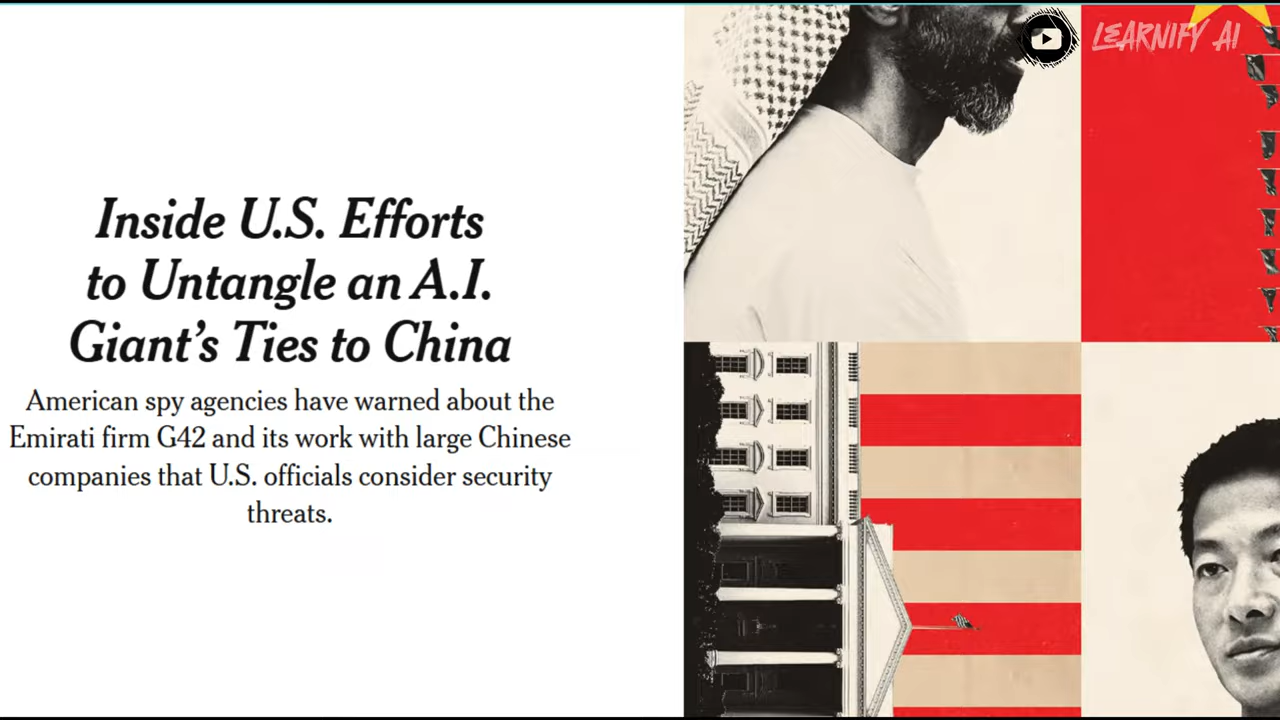 LEARNIFY AI
Inside U.S. Efforts
to Untangle an A.I.
Giant’s Ties to China
American spy agencies have warned about the
Emirati firm G42 and its work with large Chinese
companies that U.S. officials consider security
threats.